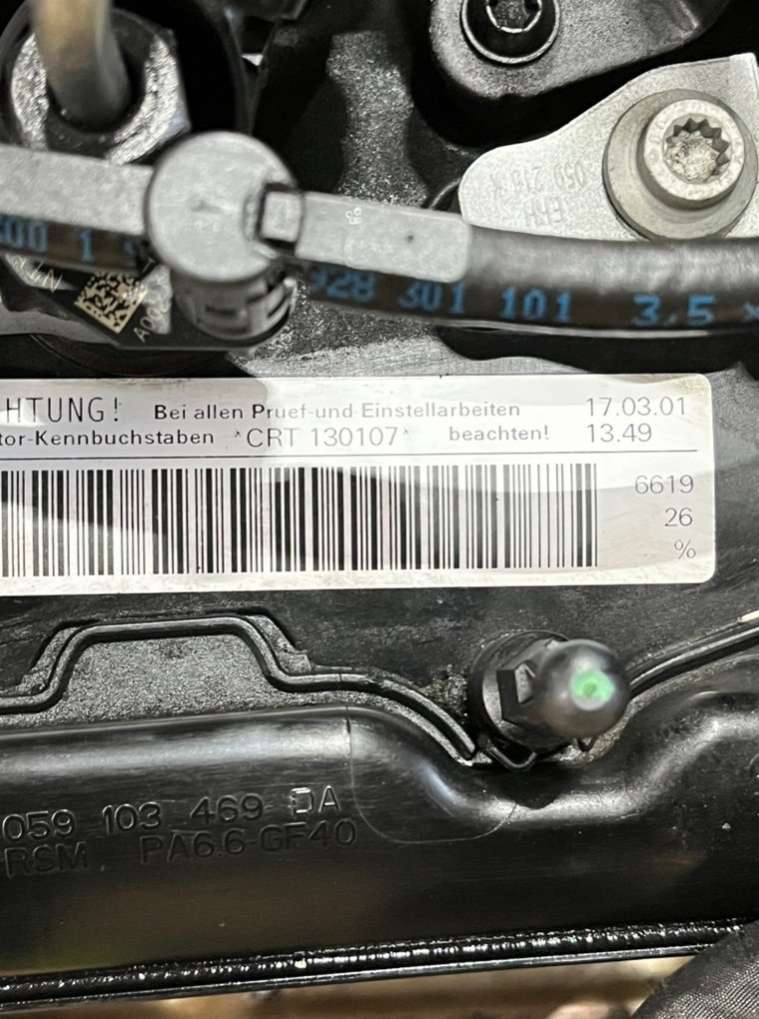 928 301 101 3,5 x
HTUNG! Bei allen Pruef-und Einstellarbeiten 17.03.01
tor-Kennbuchstaben *CRT 130107* beachten! 13.49
6619
26
%
059 103 469 DA
RSM PA6.6-GF40